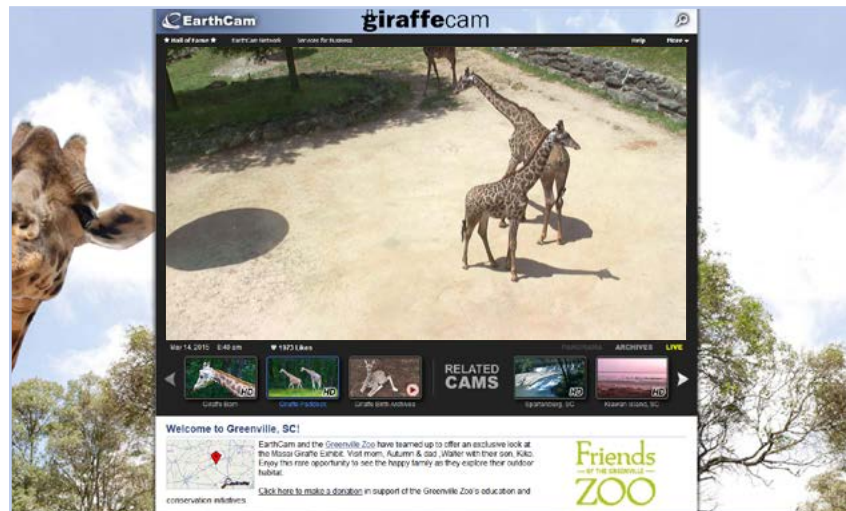 EarthCam
giraffecam
★ Hall of Fame ★ EarthCam Network Services for Business Help More
Mar 14, 2015 8:40 am ♥ 1973 Likes PANORAMA ARCHIVES LIVE
HD HD RELATED CAMS HD HD
Giraffe Barn Giraffe Paddock Giraffe Birth Archives Spartanburg, SC Kiawah Island, SC
Welcome to Greenville, SC!
EarthCam and the Greenville Zoo have teamed up to offer an exclusive look at
the Masai Giraffe Exhibit. Visit mom, Autumn & dad ,Walter with their son, Kiko.
Enjoy this rare opportunity to see the happy family as they explore their outdoor
habitat.
Click here to make a donation in support of the Greenville Zoo's education and
conservation initiatives.
Friends
OF THE GREENVILLE
ZOO